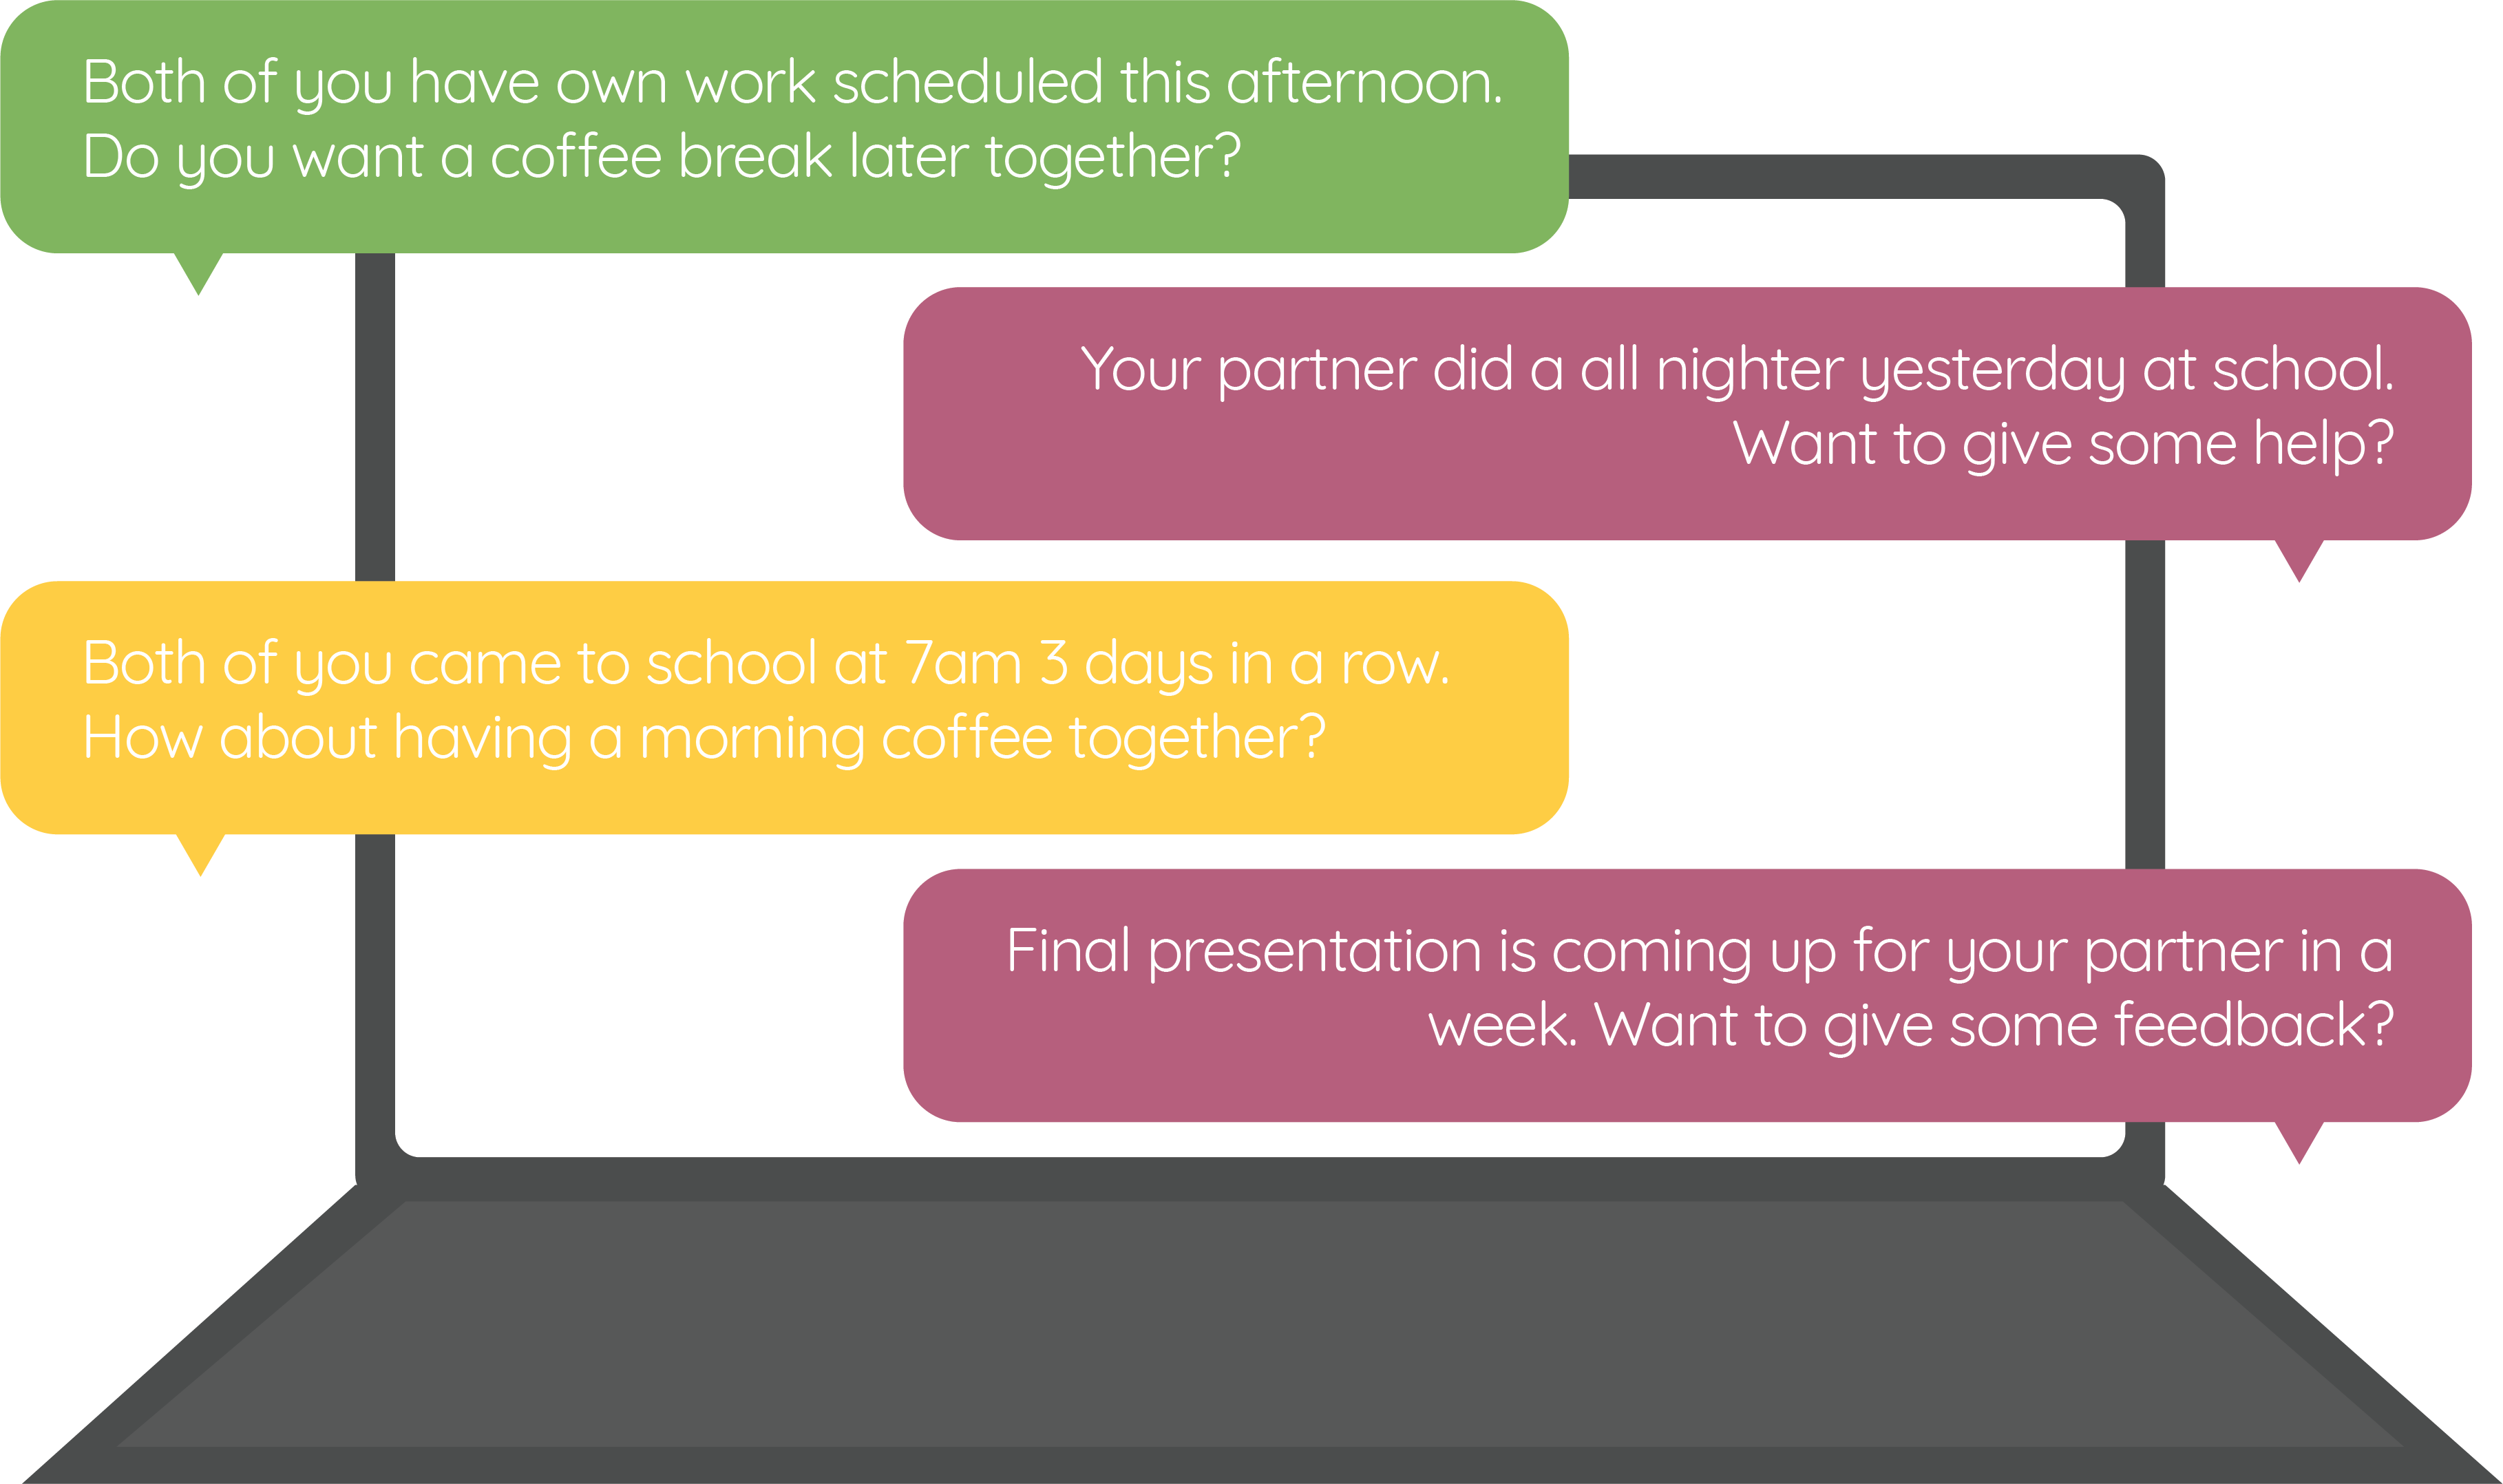 Both of you have own work scheduled this afternoon.
Do you want a coffee break later together?
Your partner did a all nighter yesterday at school.
Want to give some help?
Both of you came to school at 7am 3 days in a row.
How about having a morning coffee together?
Final presentation is coming up for your partner in a
week. Want to give some feedback?